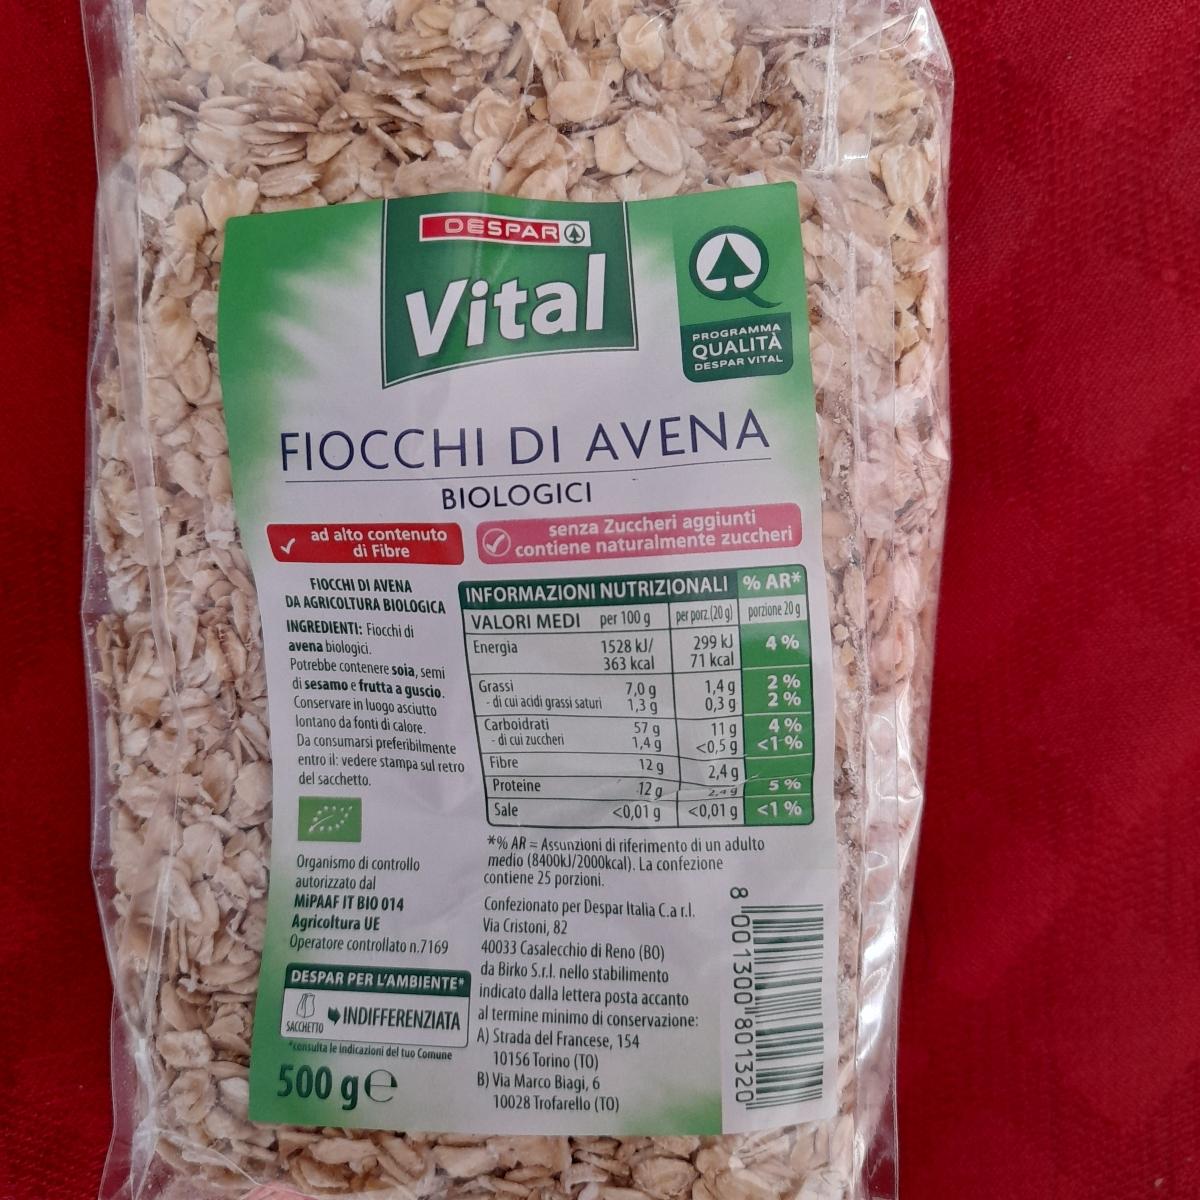 DESPAR
Vital
PROGRAMMA
QUALITÀ
DESPAR VITAL
FIOCCHI DI AVENA
BIOLOGICI
ad alto contenuto
di Fibre
senza Zuccheri aggiunti
contiene naturalmente zuccheri
FIOCCHI DI AVENA
DA AGRICOLTURA BIOLOGICA
INGREDIENTI: Fiocchi di
avena biologici.
Potrebbe contenere soia, semi
di sesamo e frutta a guscio.
Conservare in luogo asciutto
lontano da fonti di calore.
Da consumarsi preferibilmente
entro il: vedere stampa sul retro
del sacchetto.
Organismo di controllo
autorizzato dal
MiPAAF IT BIO 014
Agricoltura UE
Operatore controllato n.7169
DESPAR PER L'AMBIENTE*
SACCHETTO INDIFFERENZIATA
*consulta le indicazioni del tuo Comune
500 g e
INFORMAZIONI NUTRIZIONALI % AR*
VALORI MEDI per 100 g per porz.(20 g) porzione 20 g
Energia 1528 kJ/ 299 kJ 4 %
363 kcal 71 kcal
Grassi 7,0 g 1,4 g 2 %
- di cui acidi grassi saturi 1,3 g 0,3 g 2 %
Carboidrati 57 g 11 g 4 %
- di cui zuccheri 1,4 g <0,5 g <1 %
Fibre 12 g 2,4 g
Proteine 12 g 2,4 g 5 %
Sale <0,01 g <0,01 g <1 %
*% AR = Assunzioni di riferimento di un adulto
medio (8400kJ/2000kcal). La confezione
contiene 25 porzioni.
Confezionato per Despar Italia C.a r.l.
Via Cristoni, 82
40033 Casalecchio di Reno (BO)
da Birko S.r.l. nello stabilimento
indicato dalla lettera posta accanto
al termine minimo di conservazione:
A) Strada del Francese, 154
10156 Torino (TO)
B) Via Marco Biagi, 6
10028 Trofarello (TO)
8 001300 801320